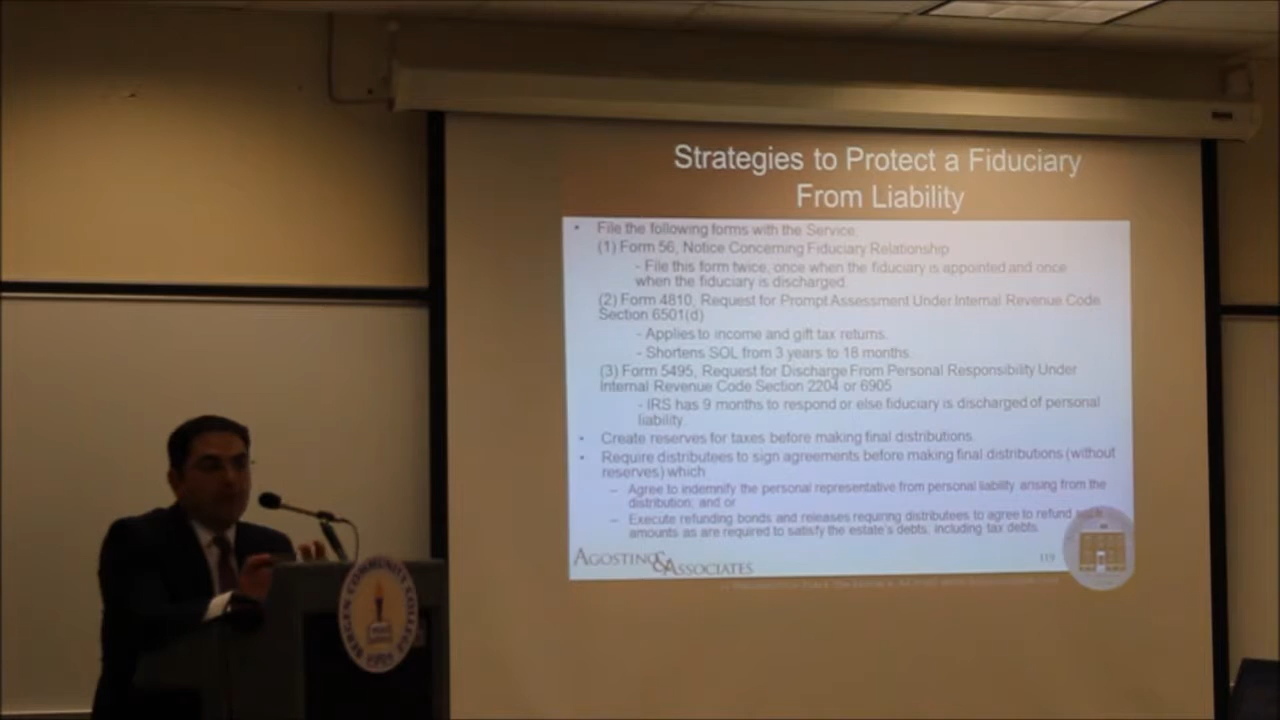 Strategies to Protect a Fiduciary
From Liability
• File the following forms with the Service:
(1) Form 56, Notice Concerning Fiduciary Relationship
- File this form twice, once when the fiduciary is appointed and once
when the fiduciary is discharged.
(2) Form 4810, Request for Prompt Assessment Under Internal Revenue Code
Section 6501(d)
- Applies to income and gift tax returns.
- Shortens SOL from 3 years to 18 months.
(3) Form 5495, Request for Discharge From Personal Responsibility Under
Internal Revenue Code Section 2204 or 6905
- IRS has 9 months to respond or else fiduciary is discharged of personal
liability.
• Create reserves for taxes before making final distributions.
• Require distributees to sign agreements before making final distributions (without
reserves) which
– Agree to indemnify the personal representative from personal liability arising from the
distribution; and or
– Execute refunding bonds and releases requiring distributees to agree to refund
amounts as are required to satisfy the estate's debts, including tax debts.
AGOSTINO & ASSOCIATES
119
BERGEN COMMUNITY COLLEGE